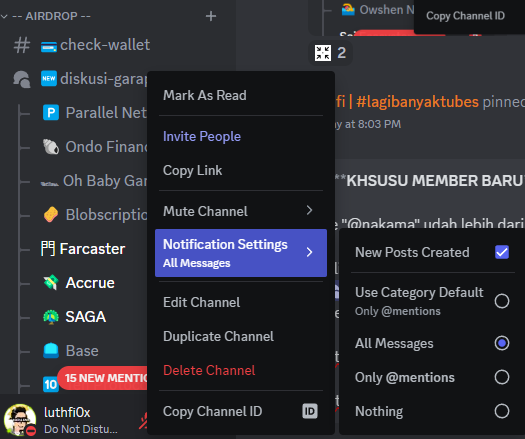 -- AIRDROP --
check-wallet
NEW diskusi-garap
P Parallel Net
Ondo Financ
Oh Baby Gam
Blobscription
Farcaster
Accrue
SAGA
Base
10
15 NEW MENTIO
luthfi0x
Do Not Distu...
Mark As Read
Invite People
Copy Link
Mute Channel
Notification Settings
All Messages
Edit Channel
Duplicate Channel
Delete Channel
Copy Channel ID
ID
Owshen N
Copy Channel ID
2
fi | #lagibanyaktubes pinned
y at 8:03 PM
**KHSUSU MEMBER BARU
e "@nakama" udah lebih dari
New Posts Created
Use Category Default
Only @mentions
All Messages
Only @mentions
Nothing